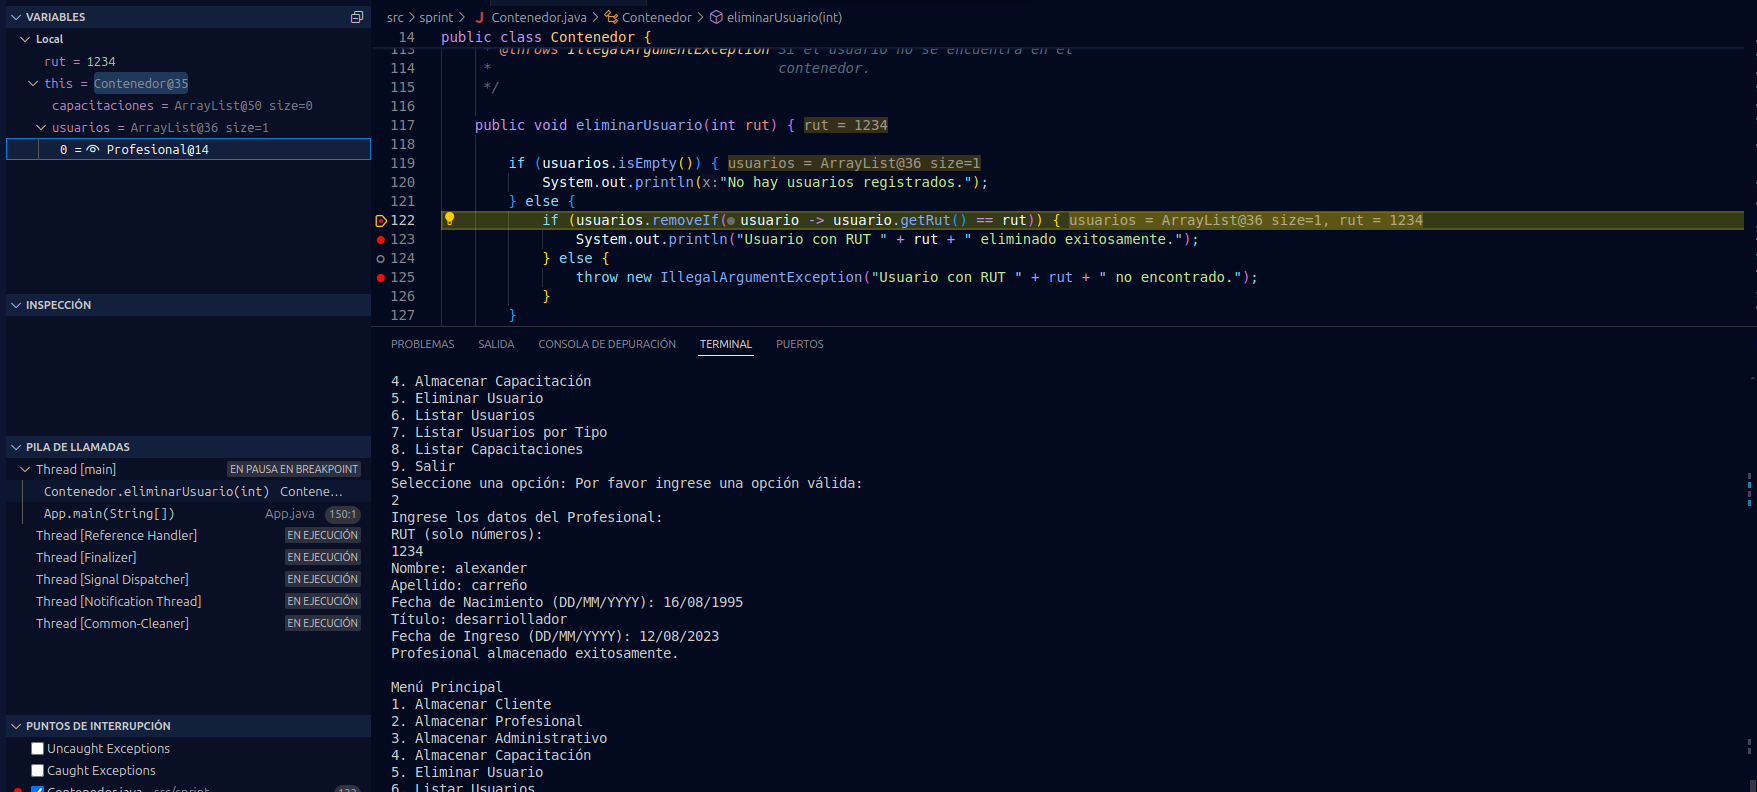 VARIABLES
Local
rut = 1234
this = Contenedor@35
capacitaciones = ArrayList@50 size=0
usuarios = ArrayList@36 size=1
0 = Profesional@14
INSPECCIÓN
PILA DE LLAMADAS
Thread [main] EN PAUSA EN BREAKPOINT
Contenedor.eliminarUsuario(int) Contene...
App.main(String[]) App.java 150:1
Thread [Reference Handler] EN EJECUCIÓN
Thread [Finalizer] EN EJECUCIÓN
Thread [Signal Dispatcher] EN EJECUCIÓN
Thread [Notification Thread] EN EJECUCIÓN
Thread [Common-Cleaner] EN EJECUCIÓN
PUNTOS DE INTERRUPCIÓN
Uncaught Exceptions
Caught Exceptions
Contenedor.java src/sprint
src > sprint > J Contenedor.java > Contenedor > eliminarUsuario(int)
14 public class Contenedor {
113 * @throws IllegalArgumentException Si el usuario no se encuentra en el
114 * contenedor.
115 */
116
117 public void eliminarUsuario(int rut) { rut = 1234
118
119 if (usuarios.isEmpty()) { usuarios = ArrayList@36 size=1
120 System.out.println(x:"No hay usuarios registrados.");
121 } else {
122 if (usuarios.removeIf(usuario -> usuario.getRut() == rut)) { usuarios = ArrayList@36 size=1, rut = 1234
123 System.out.println("Usuario con RUT " + rut + " eliminado exitosamente.");
124 } else {
125 throw new IllegalArgumentException("Usuario con RUT " + rut + " no encontrado.");
126 }
127 }
PROBLEMAS SALIDA CONSOLA DE DEPURACIÓN TERMINAL PUERTOS
4. Almacenar Capacitación
5. Eliminar Usuario
6. Listar Usuarios
7. Listar Usuarios por Tipo
8. Listar Capacitaciones
9. Salir
Seleccione una opción: Por favor ingrese una opción válida:
2
Ingrese los datos del Profesional:
RUT (solo números):
1234
Nombre: alexander
Apellido: carreño
Fecha de Nacimiento (DD/MM/YYYY): 16/08/1995
Título: desarriollador
Fecha de Ingreso (DD/MM/YYYY): 12/08/2023
Profesional almacenado exitosamente.
Menú Principal
1. Almacenar Cliente
2. Almacenar Profesional
3. Almacenar Administrativo
4. Almacenar Capacitación
5. Eliminar Usuario
6. Listar Usuarios